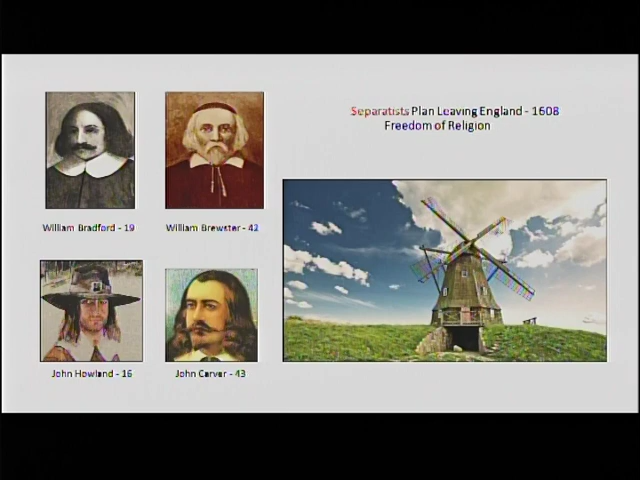 Separatists Plan Leaving England - 1608
Freedom of Religion
William Bradford - 19
William Brewster - 42
John Howland - 16
John Carver - 43